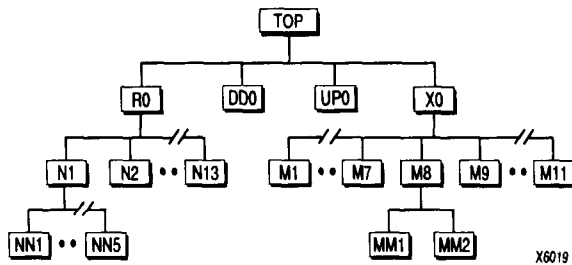 TOP
R0 DD0 UP0 X0
N1 N2 •• N13 M1 •• M7 M8 M9 •• M11
NN1 •• NN5 MM1 MM2
X6019